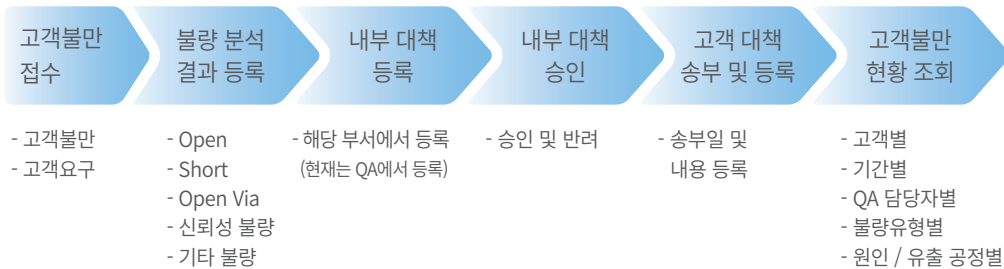 고객불만
접수
불량 분석
결과 등록
내부 대책
등록
내부 대책
승인
고객 대책
송부 및 등록
고객불만
현황 조회
- 고객불만
- 고객요구
- Open
- Short
- Open Via
- 신뢰성 불량
- 기타 불량
- 해당 부서에서 등록
(현재는 QA에서 등록)
- 승인 및 반려
- 송부일 및
내용 등록
- 고객별
- 기간별
- QA 담당자별
- 불량유형별
- 원인 / 유출 공정별